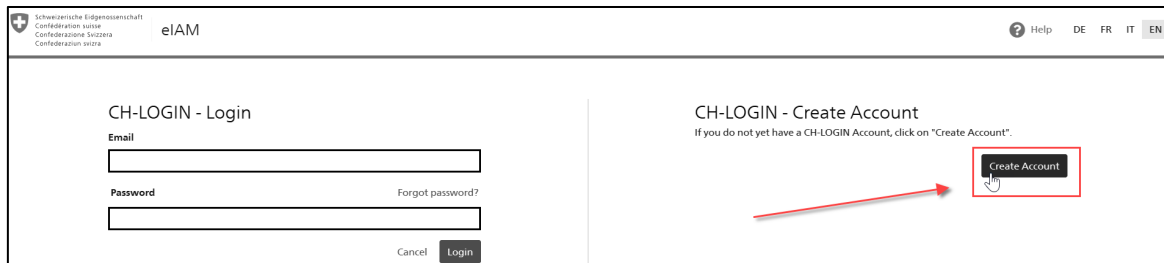 Schweizerische Eidgenossenschaft
Confédération suisse
Confederazione Svizzera
Confederaziun svizra
eIAM
Help DE FR IT EN
CH-LOGIN - Login
Email
Password Forgot password?
Cancel Login
CH-LOGIN - Create Account
If you do not yet have a CH-LOGIN Account, click on "Create Account".
Create Account